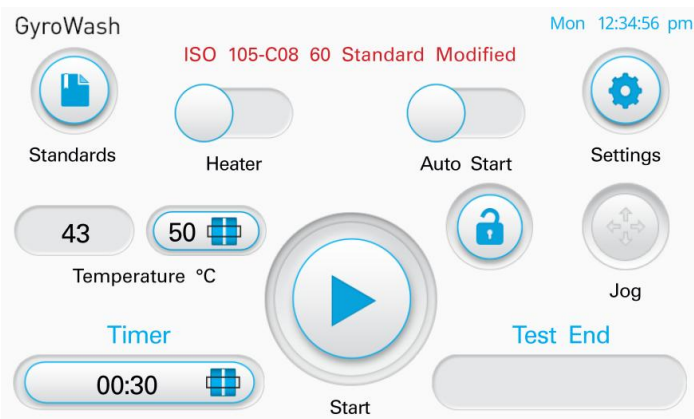 GyroWash
Mon 12:34:56 pm
ISO 105-C08 60 Standard Modified
Standards
Heater
Auto Start
Settings
43
50
Temperature °C
Jog
Timer
Test End
00:30
Start